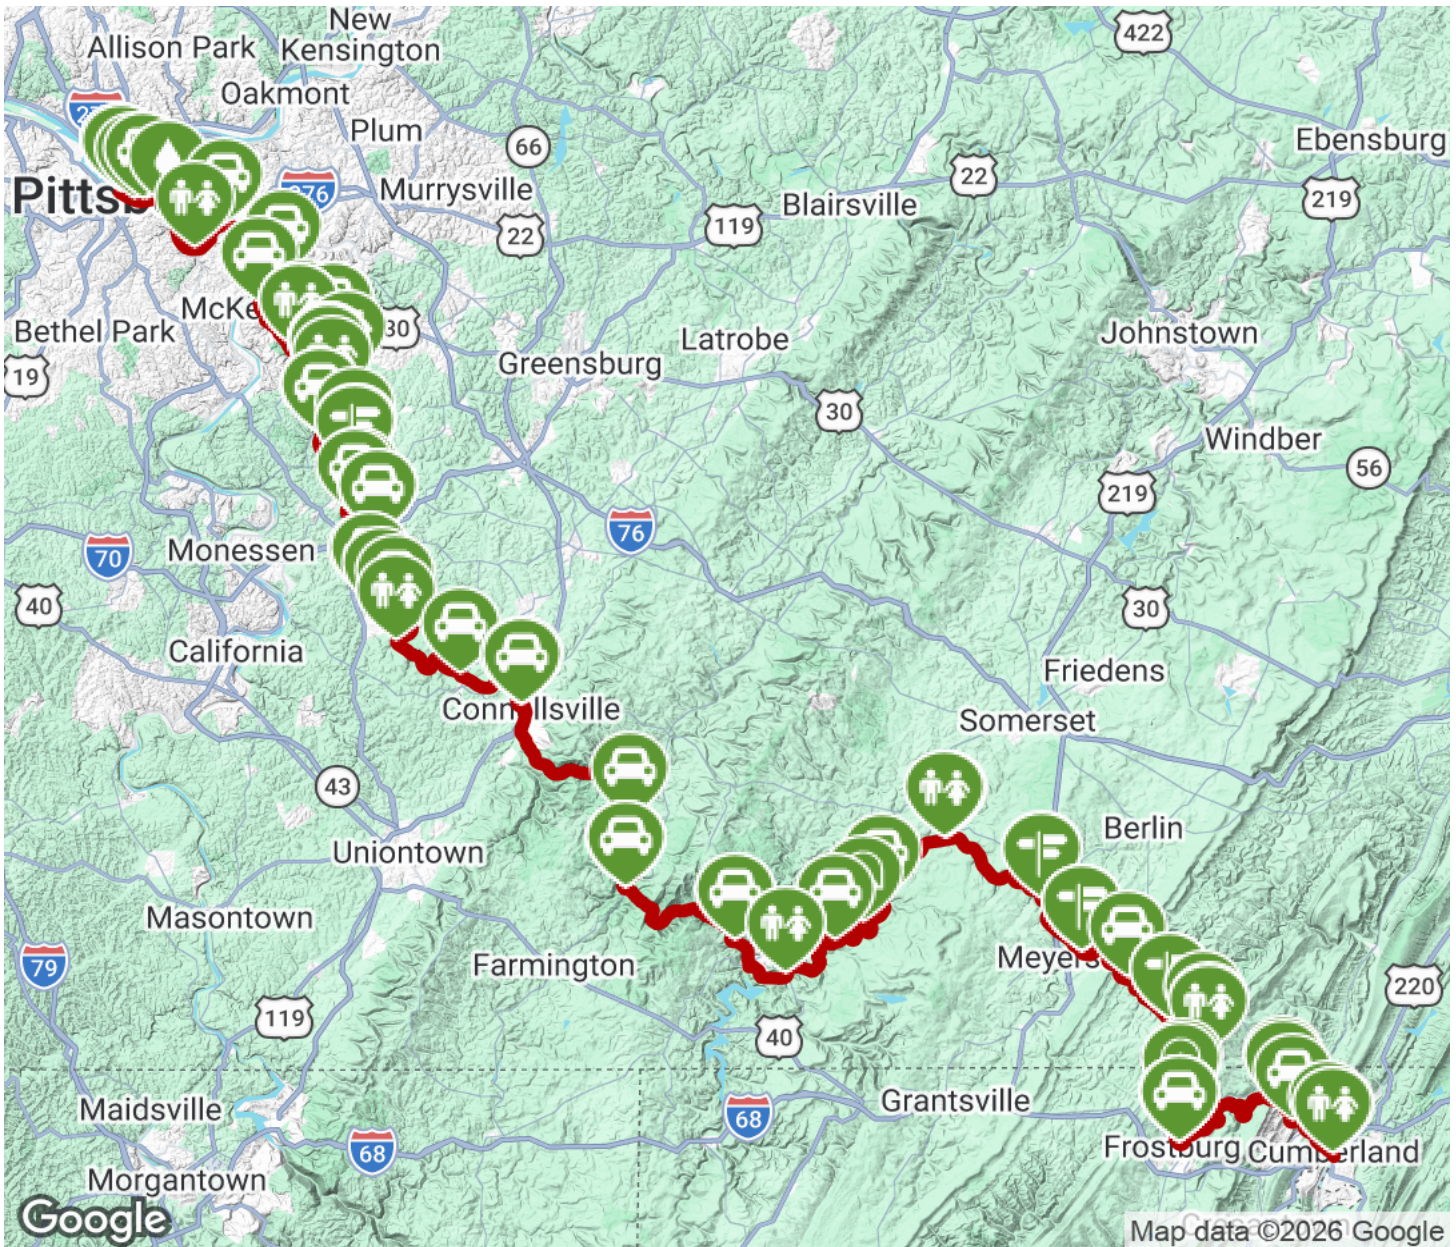 New
Allison Park
Kensington
422
Oakmont
Plum
66
Ebensburg
Pittsb
Murrysville
22
219
Blairsville
119
22
McKe
30
Bethel Park
Latrobe
Johnstown
19
Greensburg
30
Windber
56
219
76
Monessen
70
40
30
California
Friedens
Connellsville
Somerset
43
Berlin
Uniontown
Masontown
Meyers
79
Farmington
220
119
40
Grantsville
Maidsville
68
68
Frostburg
Cumberland
Morgantown
Google
Map data ©2026 Google